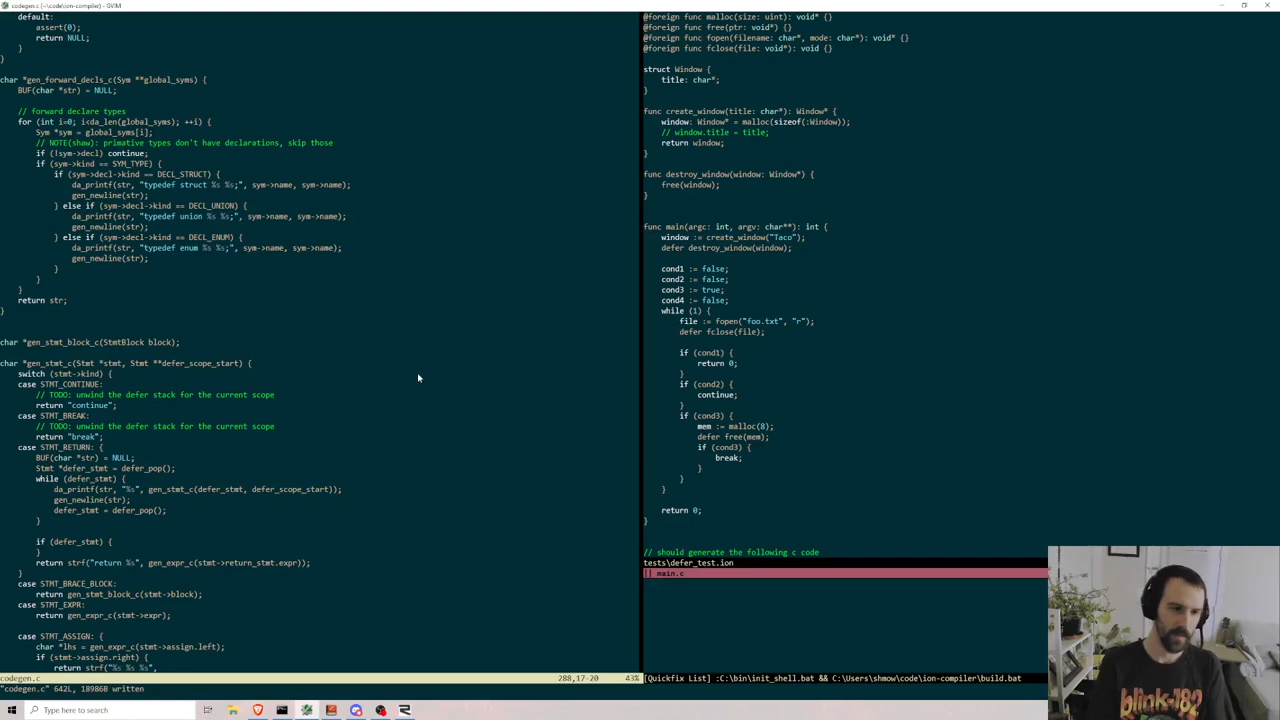 codegen.c (~\code\ion-compiler) - GVIM
default:
assert(0);
return NULL;
}
}
char *gen_forward_decls_c(Sym **global_syms) {
BUF(char *str) = NULL;
// forward declare types
for (int i=0; i<da_len(global_syms); ++i) {
Sym *sym = global_syms[i];
// NOTE(shaw): primative types don't have declarations, skip those
if (!sym->decl) continue;
if (sym->kind == SYM_TYPE) {
if (sym->decl->kind == DECL_STRUCT) {
da_printf(str, "typedef struct %s %s;", sym->name, sym->name);
gen_newline(str);
} else if (sym->decl->kind == DECL_UNION) {
da_printf(str, "typedef union %s %s;", sym->name, sym->name);
gen_newline(str);
} else if (sym->decl->kind == DECL_ENUM) {
da_printf(str, "typedef enum %s %s;", sym->name, sym->name);
gen_newline(str);
}
}
}
return str;
}
char *gen_stmt_block_c(StmtBlock block);
char *gen_stmt_c(Stmt *stmt, Stmt **defer_scope_start) {
switch (stmt->kind) {
case STMT_CONTINUE:
// TODO: unwind the defer stack for the current scope
return "continue";
case STMT_BREAK:
// TODO: unwind the defer stack for the current scope
return "break";
case STMT_RETURN: {
BUF(char *str) = NULL;
Stmt *defer_stmt = defer_pop();
while (defer_stmt) {
da_printf(str, "%s", gen_stmt_c(defer_stmt, defer_scope_start));
gen_newline(str);
defer_stmt = defer_pop();
}
if (defer_stmt) {
}
return strf("return %s", gen_expr_c(stmt->return_stmt.expr));
}
case STMT_BRACE_BLOCK:
return gen_stmt_block_c(stmt->block);
case STMT_EXPR:
return gen_expr_c(stmt->expr);
case STMT_ASSIGN: {
char *lhs = gen_expr_c(stmt->assign.left);
if (stmt->assign.right) {
return strf("%s %s %s",
codegen.c 288,17-20 43%
"codegen.c" 642L, 18986B written
@foreign func malloc(size: uint): void* {}
@foreign func free(ptr: void*) {}
@foreign func fopen(filename: char*, mode: char*): void* {}
@foreign func fclose(file: void*): void {}
struct Window {
title: char*;
}
func create_window(title: char*): Window* {
window: Window* = malloc(sizeof(:Window));
// window.title = title;
return window;
}
func destroy_window(window: Window*) {
free(window);
}
func main(argc: int, argv: char**): int {
window := create_window("Taco");
defer destroy_window(window);
cond1 := false;
cond2 := false;
cond3 := true;
cond4 := false;
while (1) {
file := fopen("foo.txt", "r");
defer fclose(file);
if (cond1) {
return 0;
}
if (cond2) {
continue;
}
if (cond3) {
mem := malloc(8);
defer free(mem);
if (cond3) {
break;
}
}
}
return 0;
}
// should generate the following c code
tests\defer_test.ion
|| main.c
[Quickfix List] :C:\bin\init_shell.bat && C:\Users\shmow\code\ion-compiler\build.bat
blink-182
Type here to search